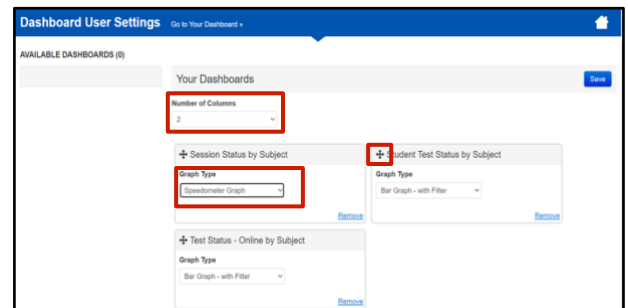 Dashboard User Settings Go to Your Dashboard »
AVAILABLE DASHBOARDS (0)
Your Dashboards
Save
Number of Columns
2
Session Status by Subject
Graph Type
Speedometer Graph
Remove
Student Test Status by Subject
Graph Type
Bar Graph - with Filter
Remove
Test Status - Online by Subject
Graph Type
Bar Graph - with Filter
Remove